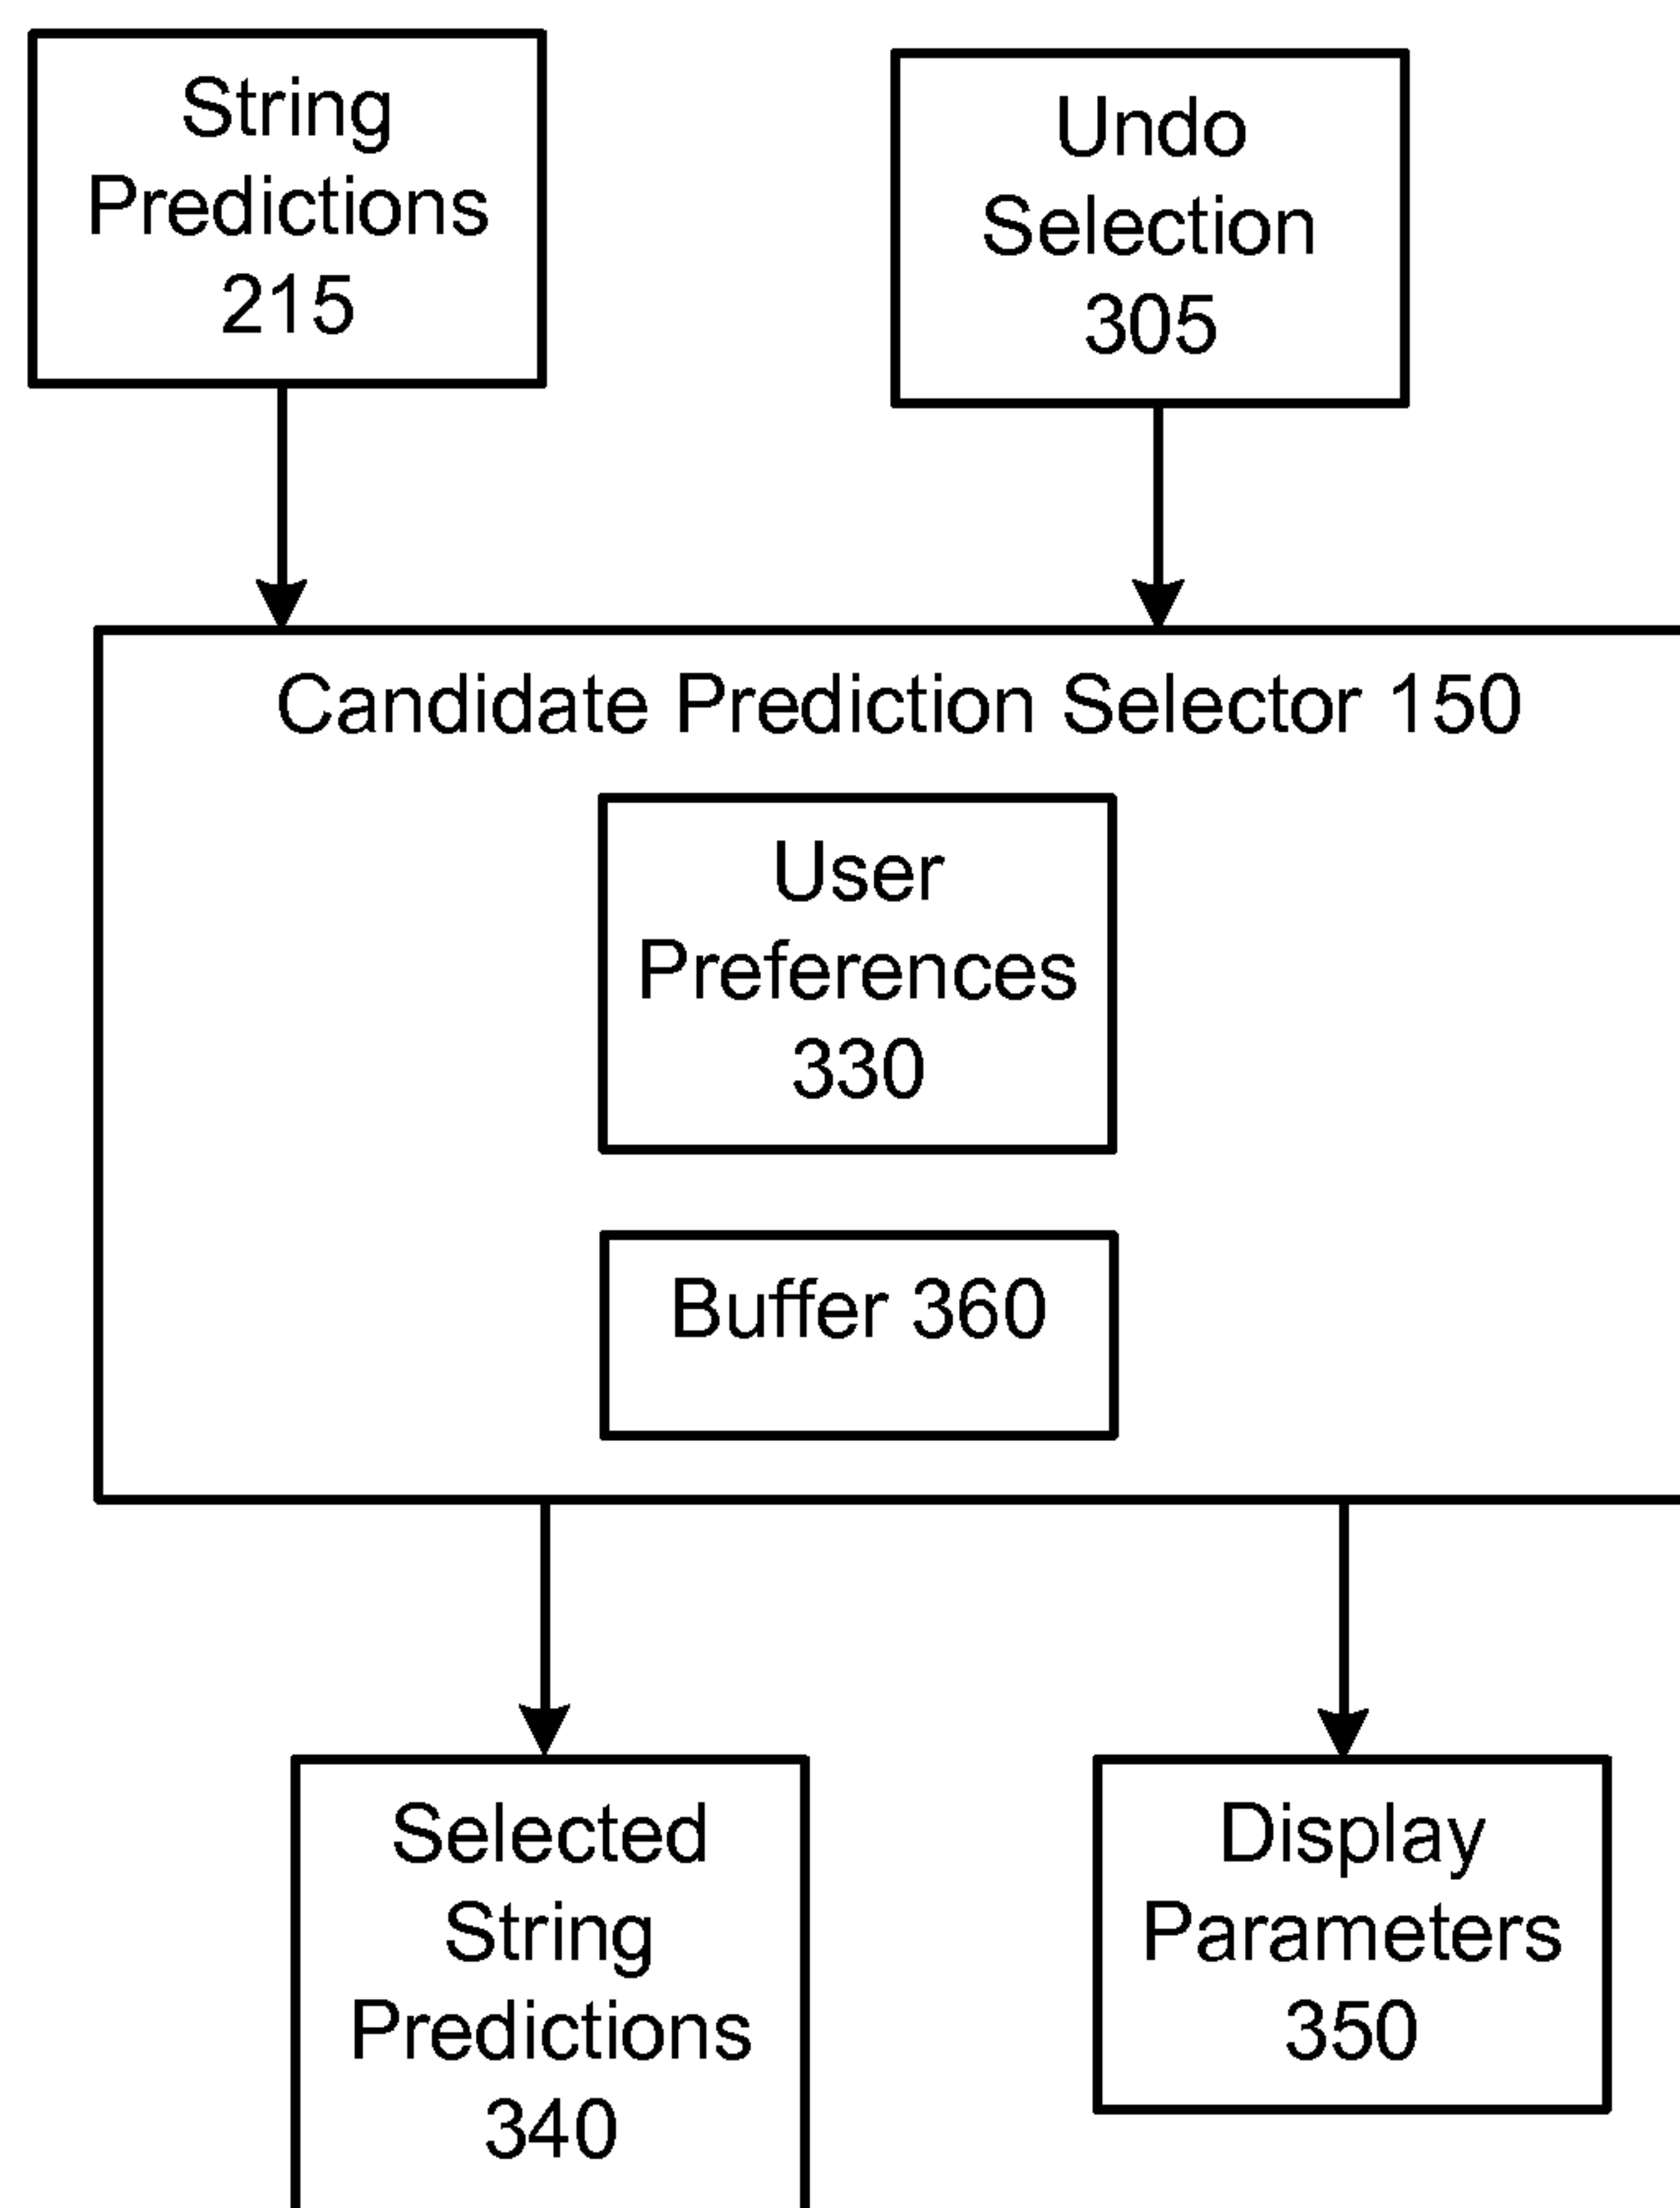 String
Predictions
215
Undo
Selection
305
Candidate Prediction Selector 150
User
Preferences
330
Buffer 360
Selected
String
Predictions
340
Display
Parameters
350